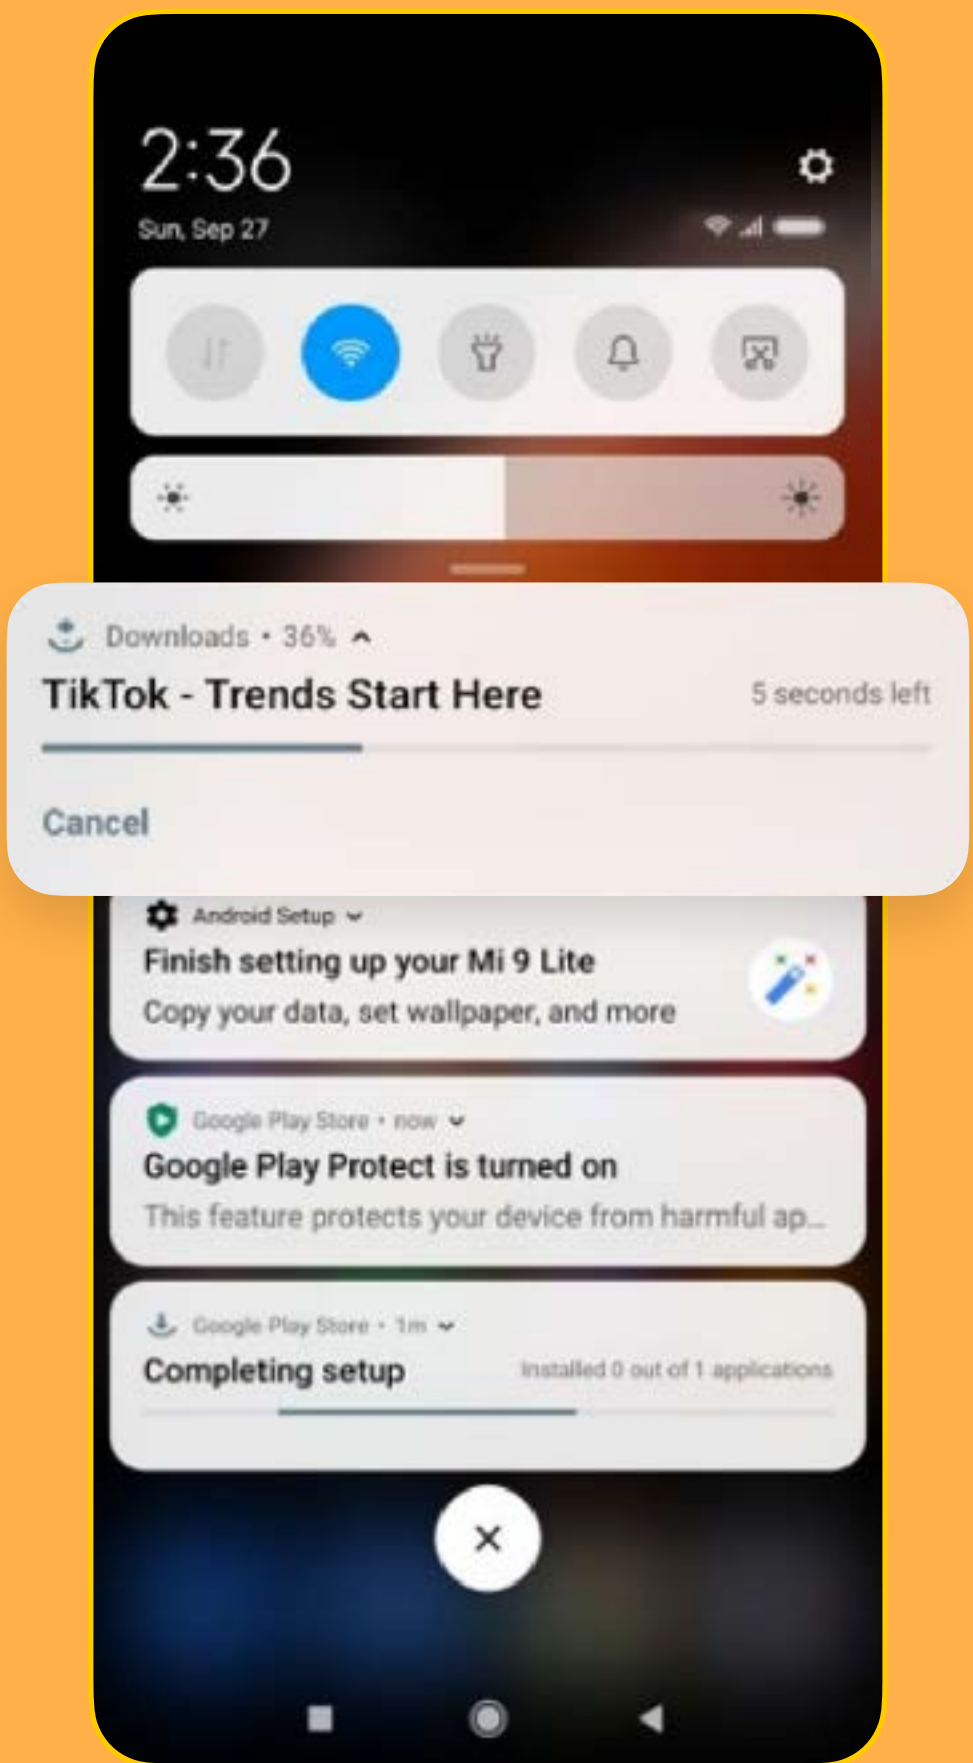 2:36
Sun, Sep 27
Downloads • 36%
TikTok - Trends Start Here
5 seconds left
Cancel
Android Setup
Finish setting up your Mi 9 Lite
Copy your data, set wallpaper, and more
Google Play Store • now
Google Play Protect is turned on
This feature protects your device from harmful ap...
Google Play Store • 1m
Completing setup
Installed 0 out of 1 applications